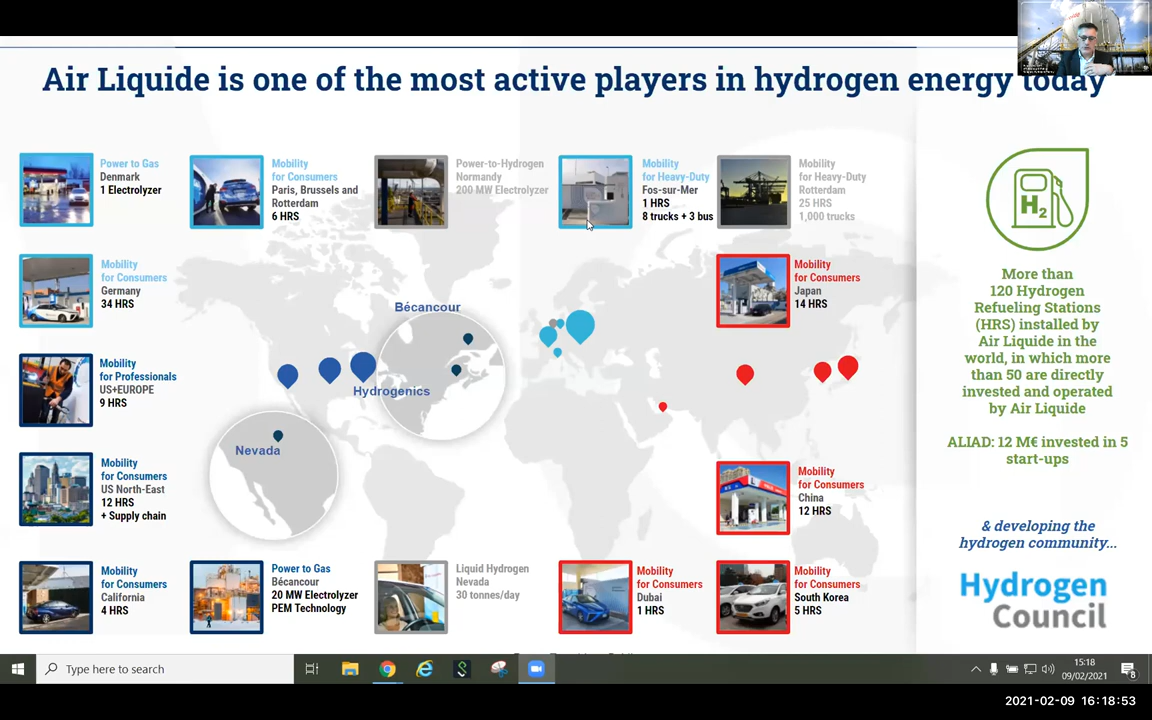 Air Liquide is one of the most active players in hydrogen energy today
Power to Gas
Denmark
1 Electrolyzer
Mobility
for Consumers
Paris, Brussels and
Rotterdam
6 HRS
Power-to-Hydrogen
Normandy
200 MW Electrolyzer
Mobility
for Heavy-Duty
Fos-sur-Mer
1 HRS
8 trucks + 3 bus
Mobility
for Heavy-Duty
Rotterdam
25 HRS
1,000 trucks
Mobility
for Consumers
Germany
34 HRS
Mobility
for Consumers
Japan
14 HRS
Bécancour
Hydrogenics
Mobility
for Professionals
US+EUROPE
9 HRS
Nevada
Mobility
for Consumers
US North-East
12 HRS
+ Supply chain
Mobility
for Consumers
China
12 HRS
Mobility
for Consumers
California
4 HRS
Power to Gas
Bécancour
20 MW Electrolyzer
PEM Technology
Liquid Hydrogen
Nevada
30 tonnes/day
Mobility
for Consumers
Dubai
1 HRS
Mobility
for Consumers
South Korea
5 HRS
H2
More than
120 Hydrogen
Refueling Stations
(HRS) installed by
Air Liquide in the
world, in which more
than 50 are directly
invested and operated
by Air Liquide
ALIAD: 12 M€ invested in 5
start-ups
& developing the
hydrogen community...
Hydrogen
Council
Type here to search
15:18
09/02/2021
8
2021-02-09 16:18:53